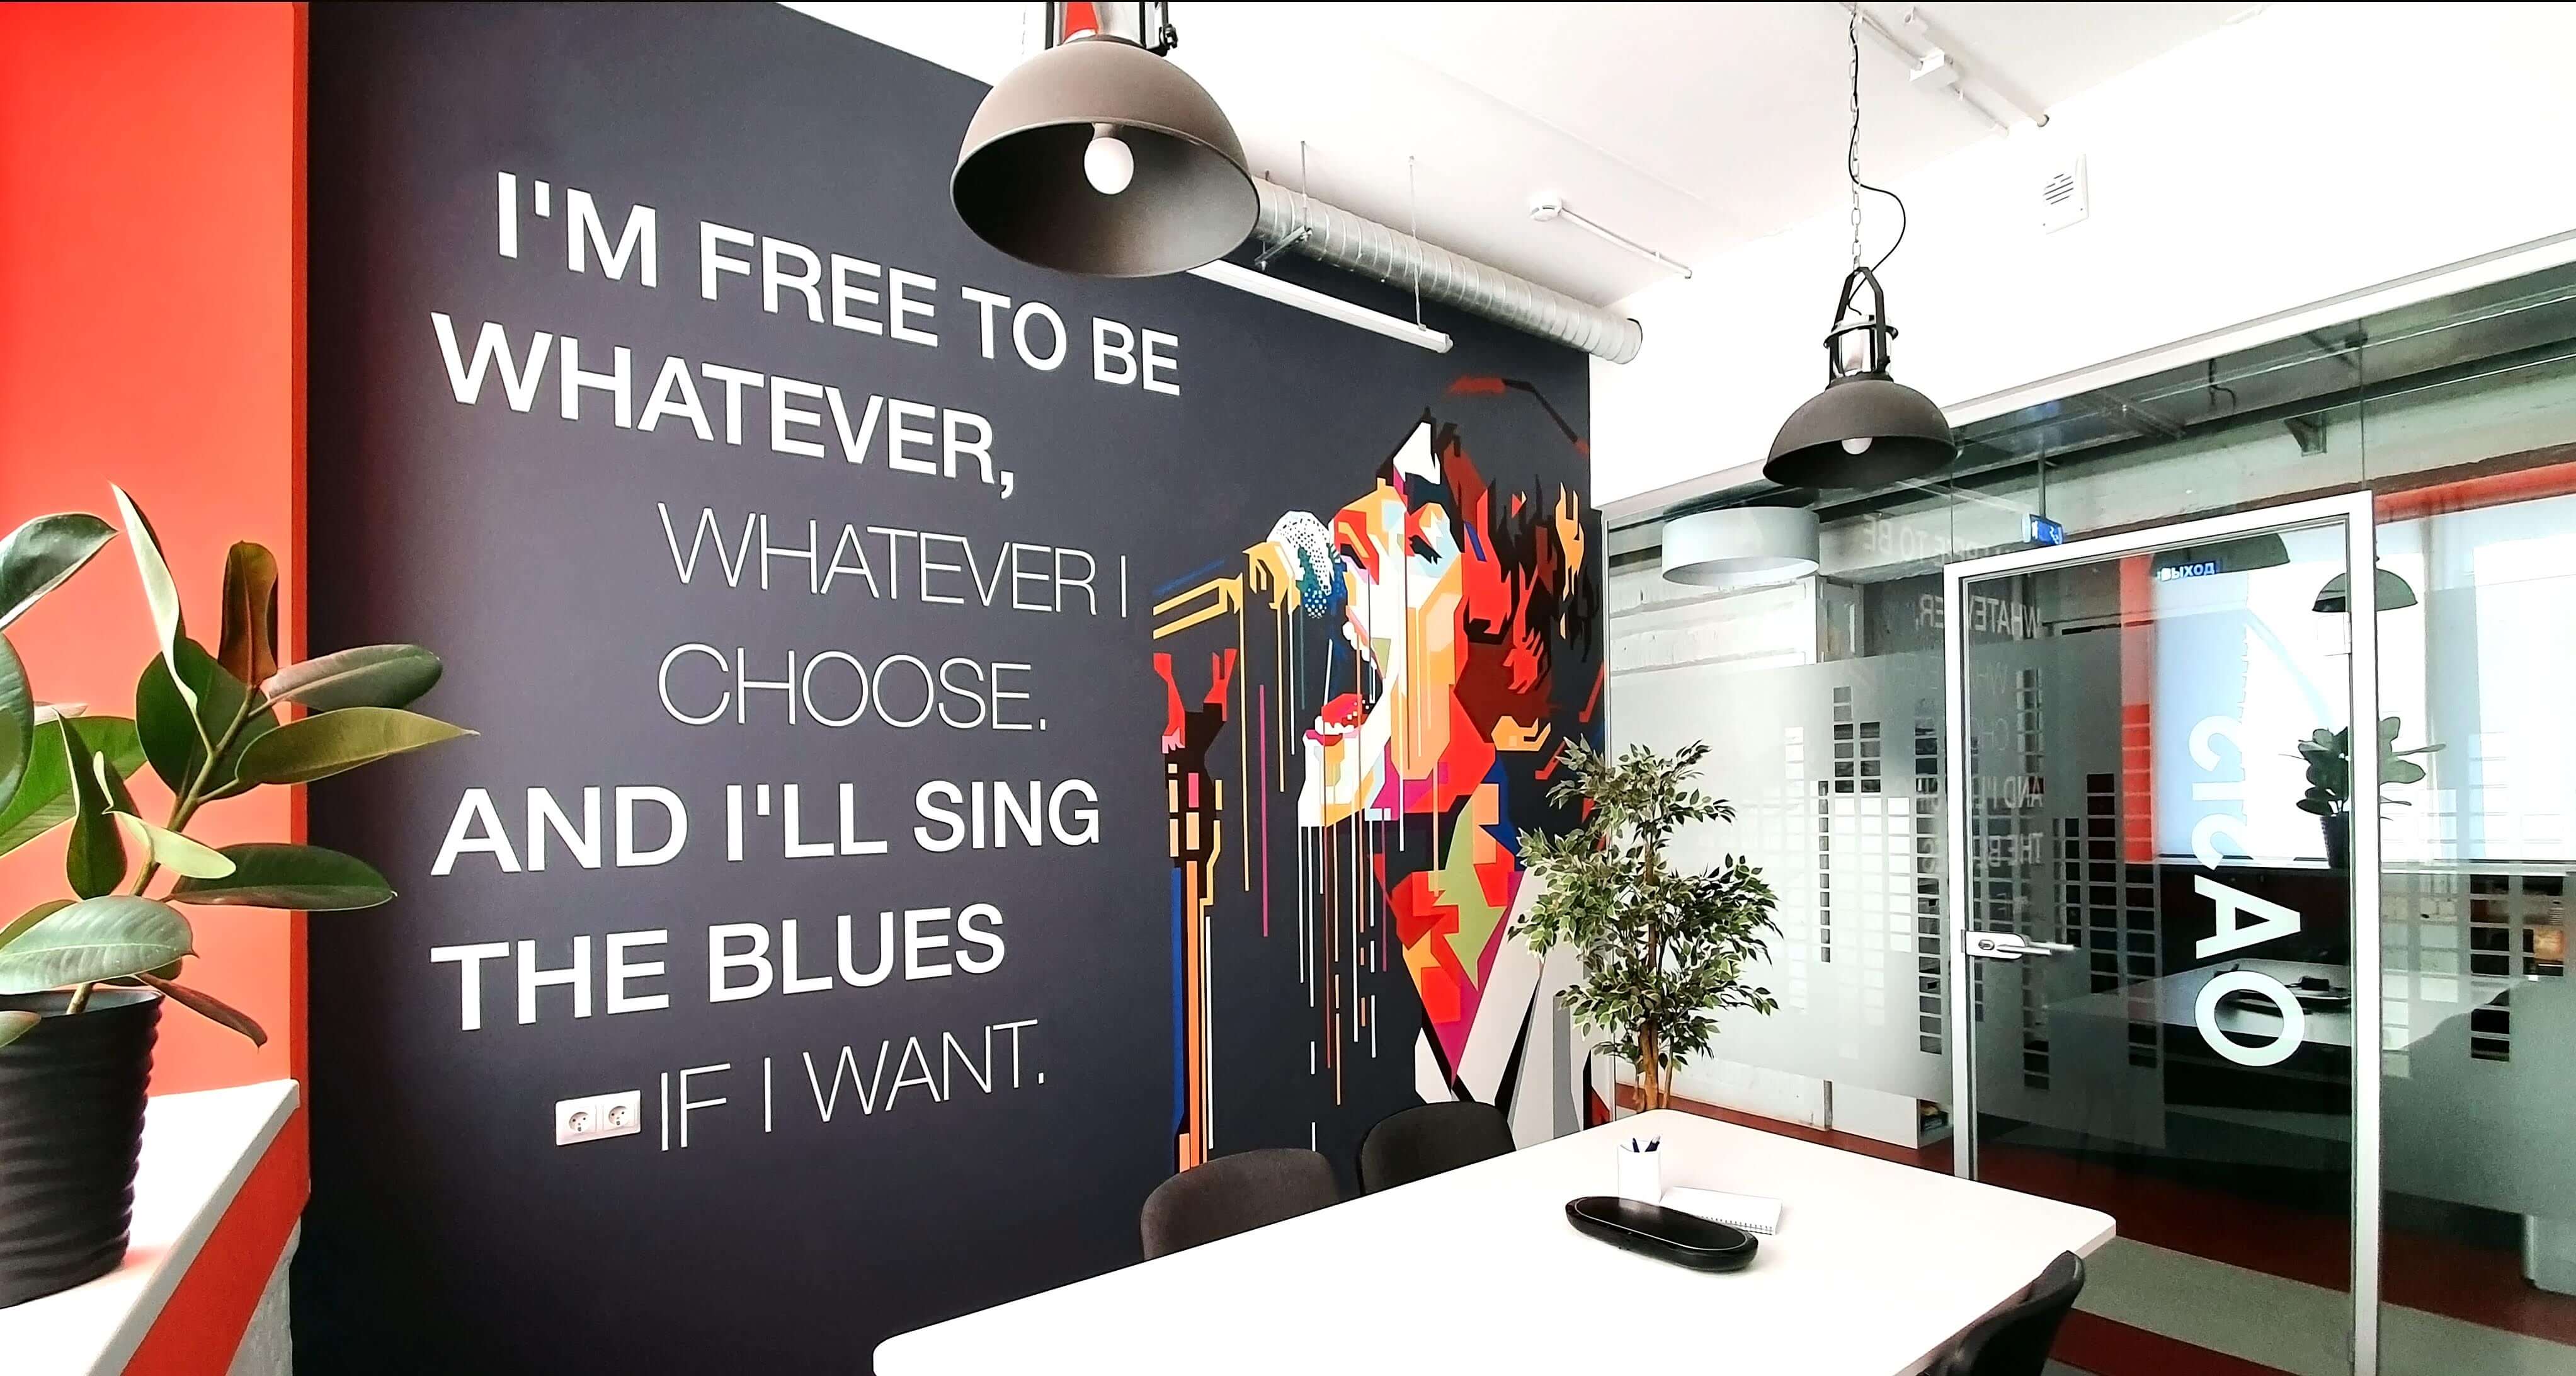 I'M FREE TO BE
WHATEVER,
WHATEVER I
CHOOSE.
AND I'LL SING
THE BLUES
IF I WANT.
ВЫХОД